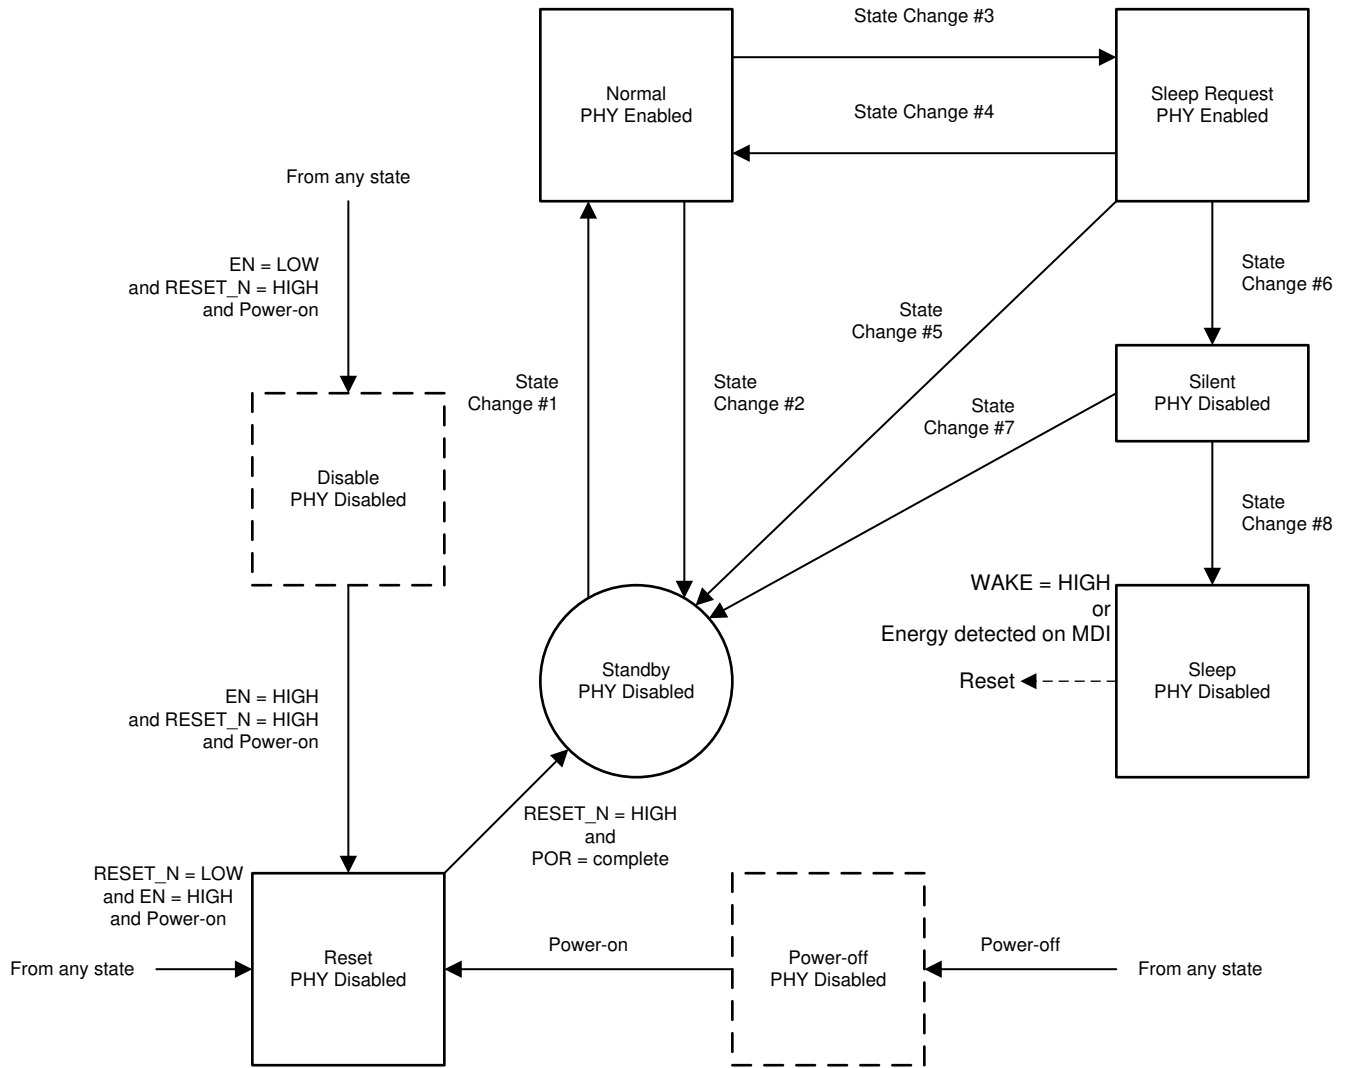 State Change #3
Normal
PHY Enabled
Sleep Request
PHY Enabled
State Change #4
From any state
EN = LOW
and RESET_N = HIGH
and Power-on
State
Change #6
State
Change #5
State
Change #1
State
Change #2
Silent
PHY Disabled
State
Change #7
Disable
PHY Disabled
State
Change #8
WAKE = HIGH
or
Energy detected on MDI
Reset
Sleep
PHY Disabled
Standby
PHY Disabled
EN = HIGH
and RESET_N = HIGH
and Power-on
RESET_N = HIGH
and
POR = complete
RESET_N = LOW
and EN = HIGH
and Power-on
From any state
Reset
PHY Disabled
Power-on
Power-off
PHY Disabled
Power-off
From any state